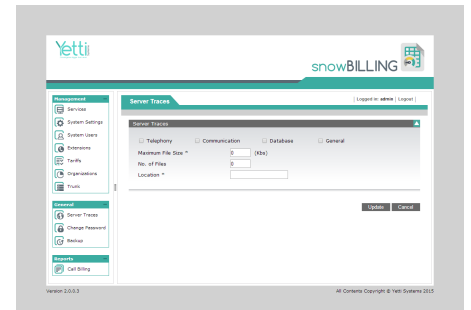 Yettii
snowBILLING
Management
Services
System Settings
System Users
Extensions
Tariffs
Organizations
Trunk
General
Server Traces
Change Password
Backup
Reports
Call Billing
Server Traces
Logged in: admin | Logout |
Server Traces
Telephony Communication Database General
Maximum File Size * 0 (Kbs)
No. of Files 0
Location *
Update Cancel
Version 2.0.0.3
All Contents Copyright © Yetti Systems 2015